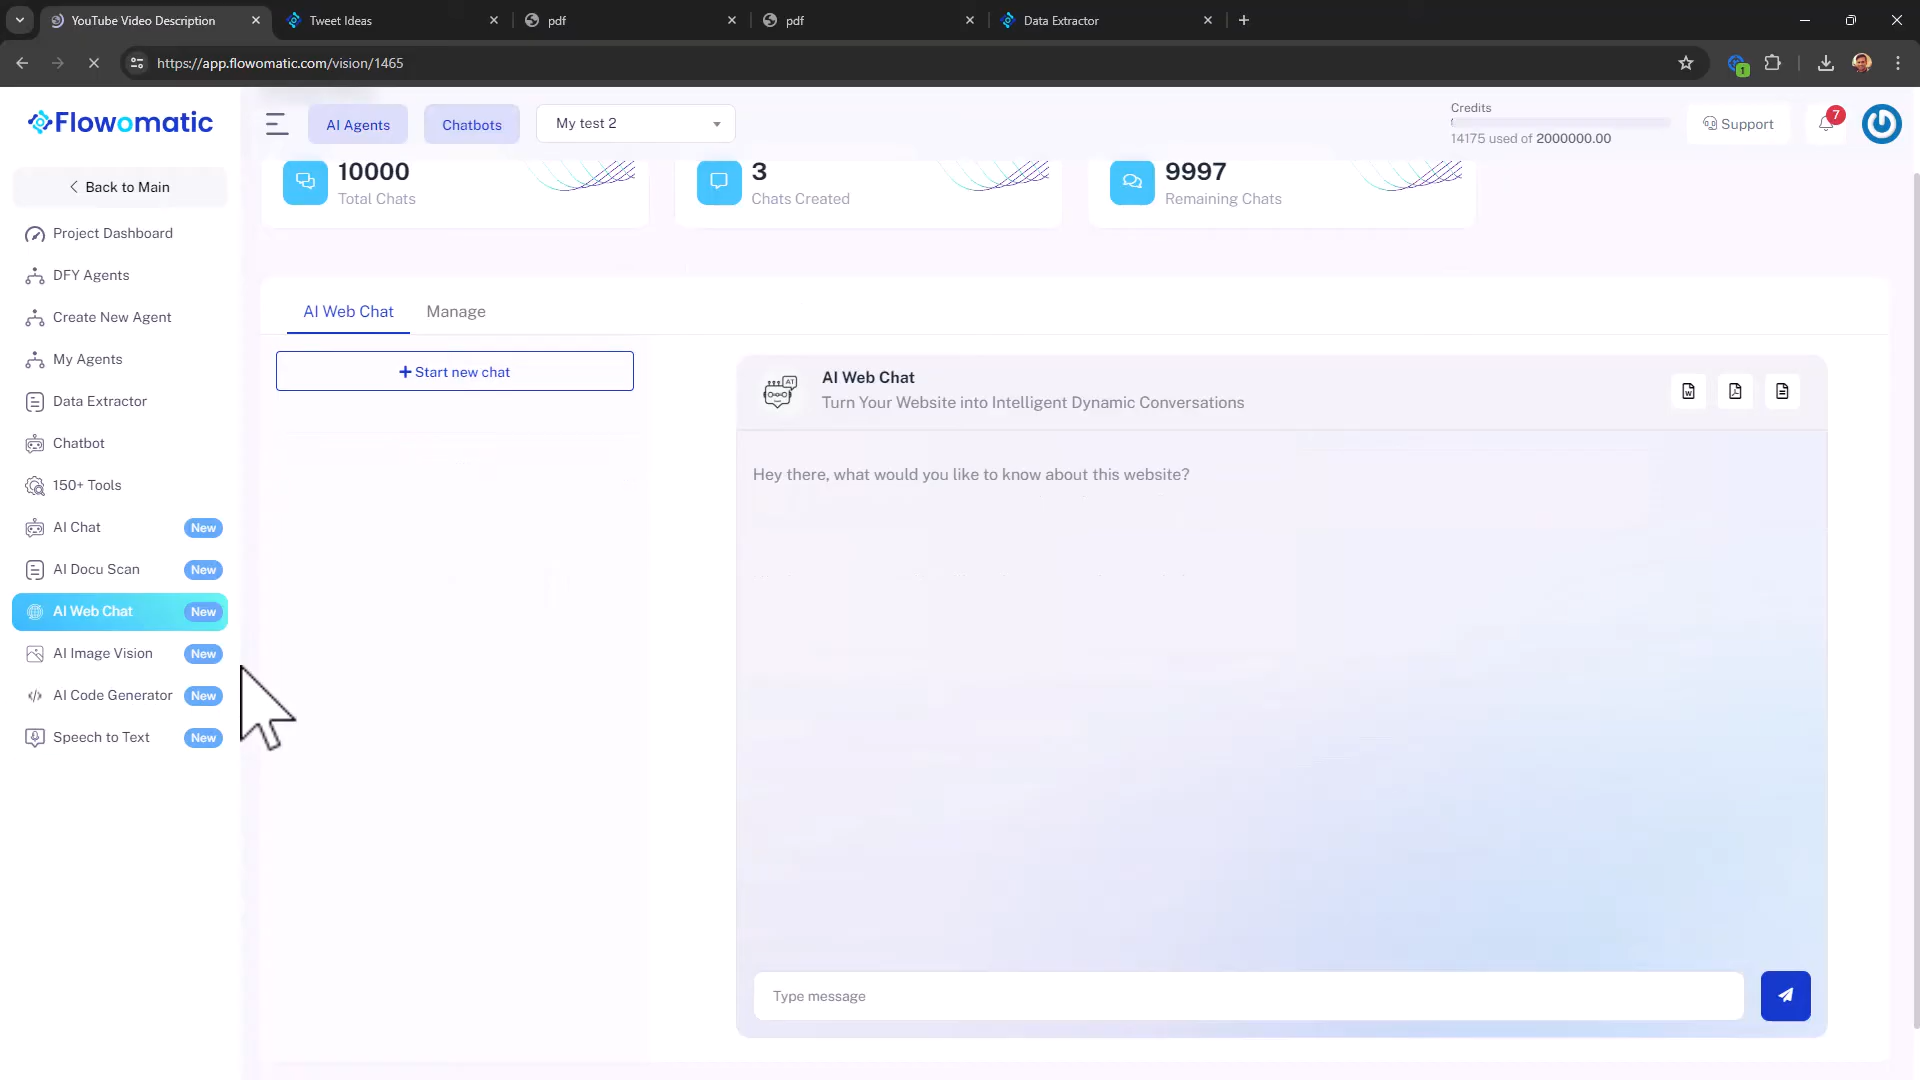 YouTube Video Description
Tweet Ideas
pdf
pdf
Data Extractor
https://app.flowomatic.com/vision/1465
1
Flowomatic
AI Agents
Chatbots
My test 2
Credits
14175 used of 2000000.00
Support
7
Back to Main
10000
Total Chats
3
Chats Created
9997
Remaining Chats
Project Dashboard
DFY Agents
Create New Agent
My Agents
Data Extractor
Chatbot
150+ Tools
AI Chat New
AI Docu Scan New
AI Web Chat New
AI Image Vision New
AI Code Generator New
Speech to Text New
AI Web Chat
Manage
+ Start new chat
AI Web Chat
Turn Your Website into Intelligent Dynamic Conversations
Hey there, what would you like to know about this website?
Type message